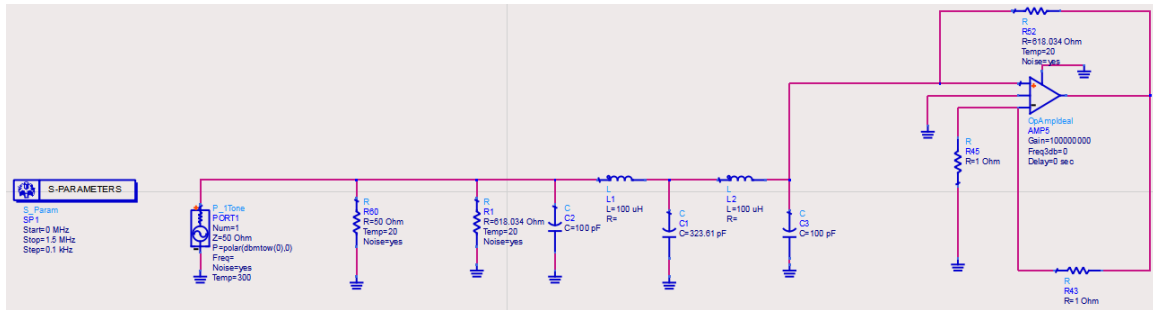 S-PARAMETERS
S_Param
SP1
Start=0 MHz
Stop=1.5 MHz
Step=0.1 kHz
P_1Tone
PORT1
Num=1
Z=50 Ohm
P=polar(dbmtow(0),0)
Freq=
Noise=yes
Temp=300
R
R60
R=50 Ohm
Temp=20
Noise=yes
R
R1
R=618.034 Ohm
Temp=20
Noise=yes
C
C2
C=100 pF
L
L1
L=100 uH
R=
C
C1
C=323.61 pF
L
L2
L=100 uH
R=
C
C3
C=100 pF
R
R52
R=618.034 Ohm
Temp=20
Noise=yes
OpAmpIdeal
AMP5
Gain=100000000
Freq3db=0
Delay=0 sec
R
R45
R=1 Ohm
R
R43
R=1 Ohm